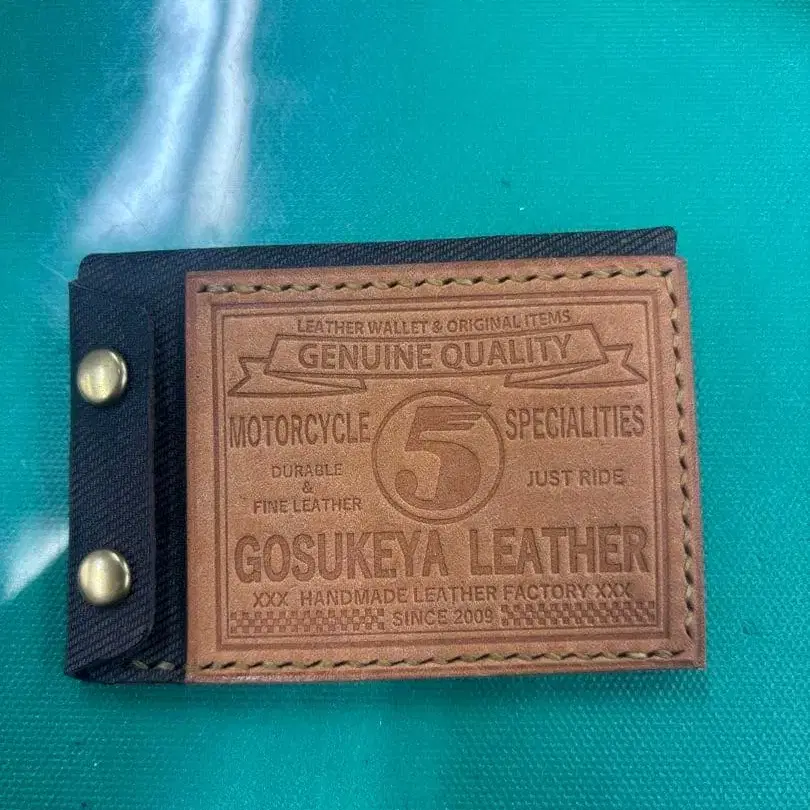 LEATHER WALLET & ORIGINAL ITEMS
GENUINE QUALITY
MOTORCYCLE 5 SPECIALITIES
DURABLE
&
FINE LEATHER
JUST RIDE
GOSUKEYA LEATHER
XXX HANDMADE LEATHER FACTORY XXX
SINCE 2009